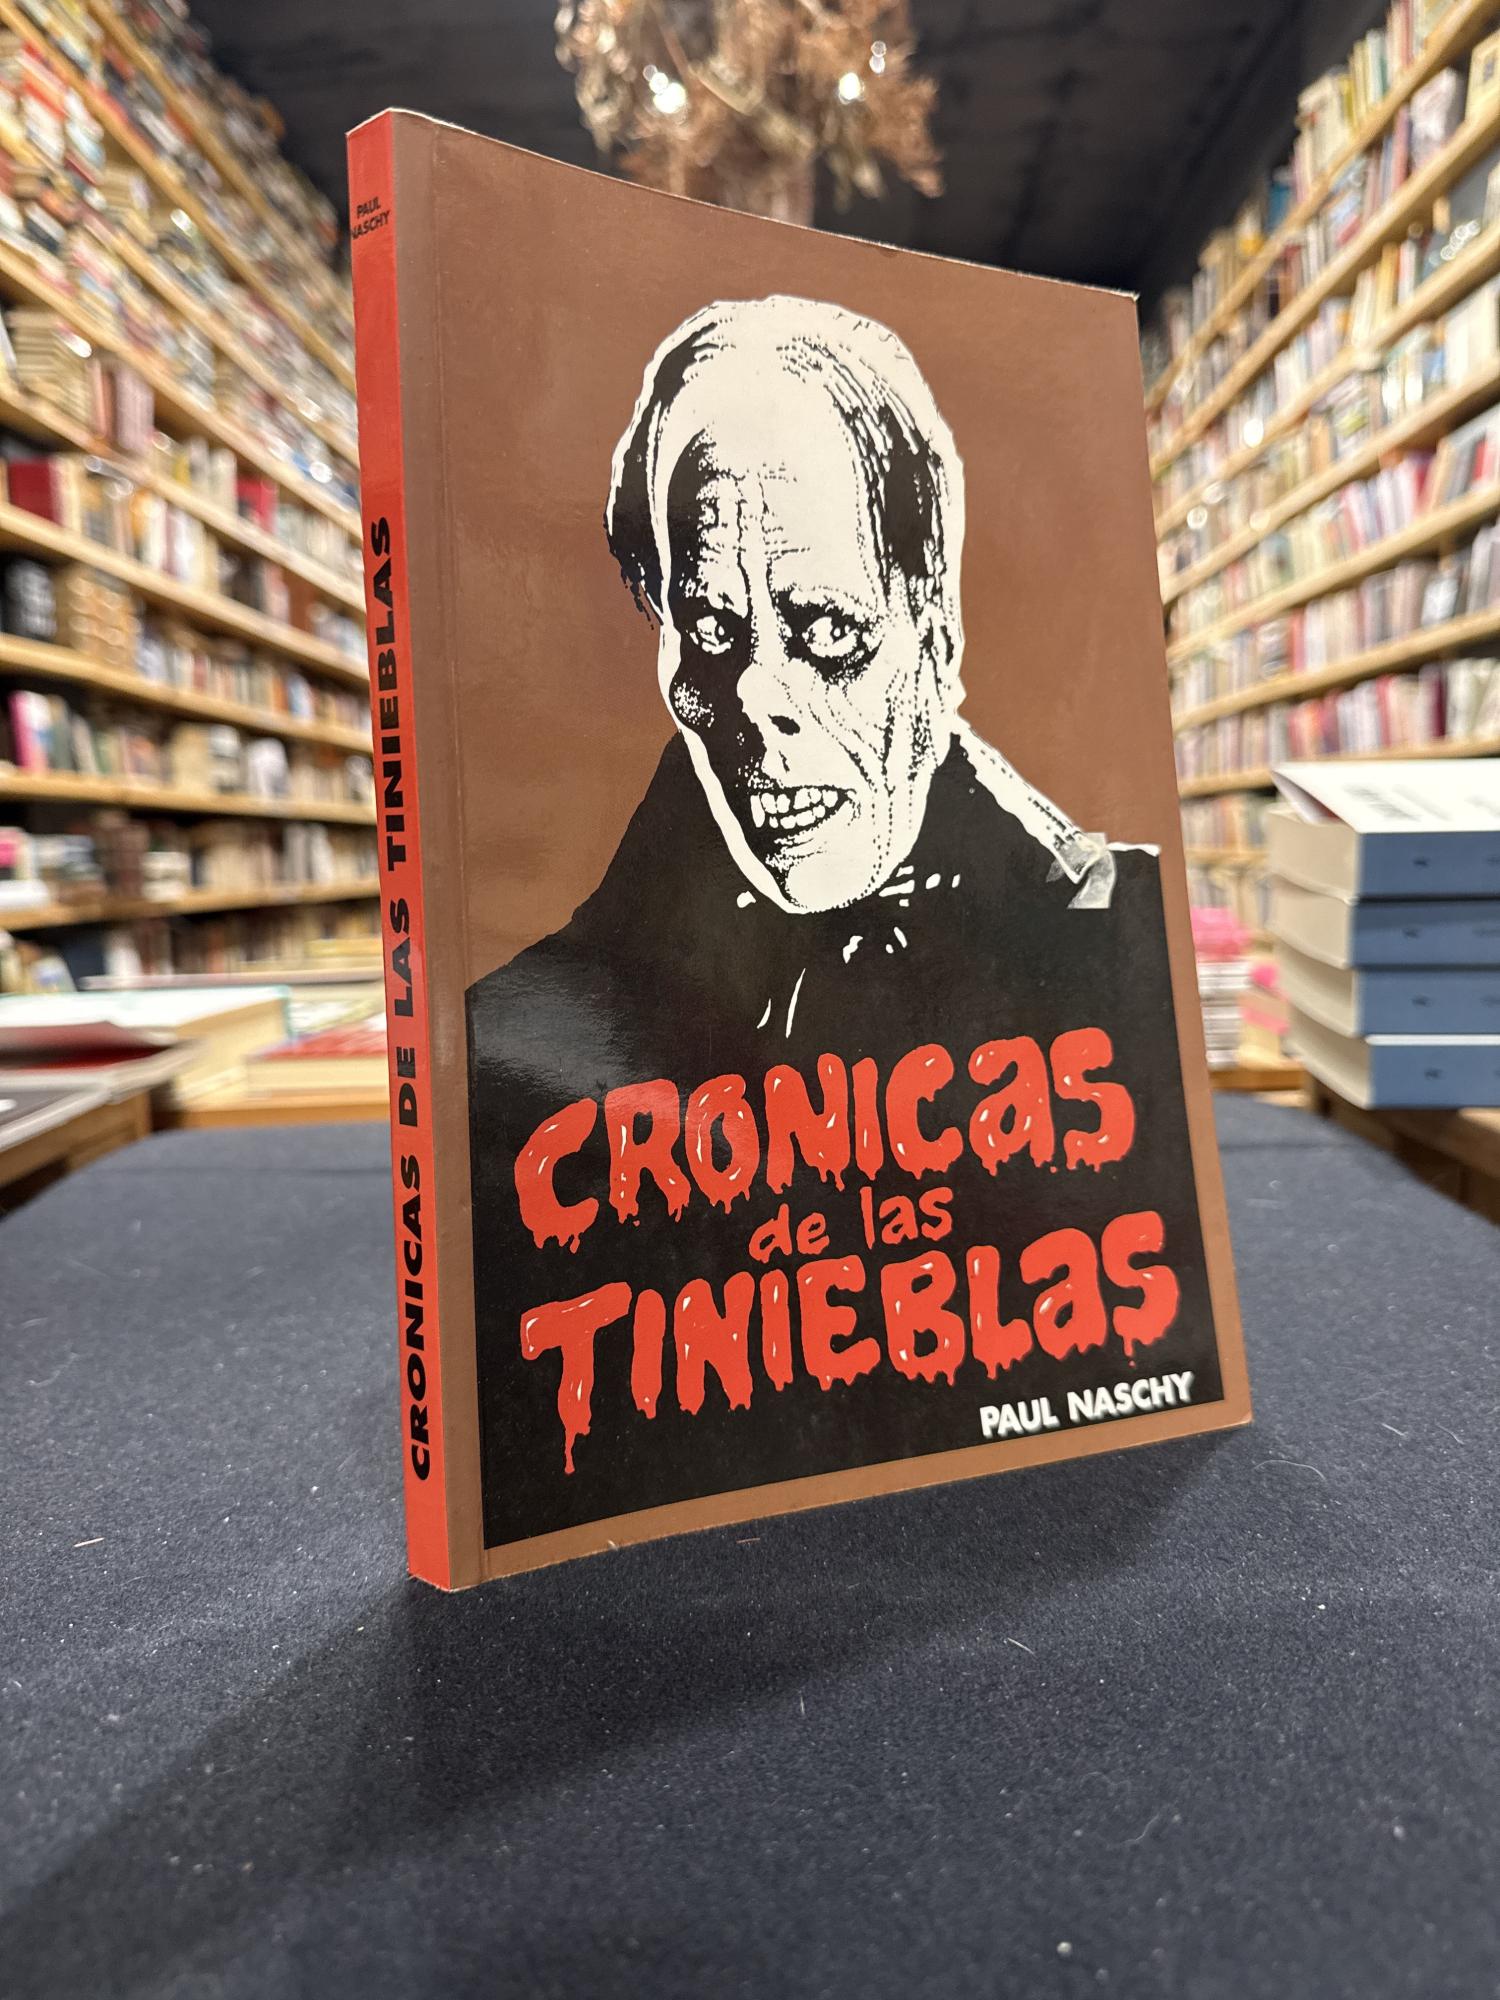 PAUL
NASCHY
CRONICAS DE LAS TINIEBLAS
CRONICas
de las
TINIEBLas
PAUL NASCHY